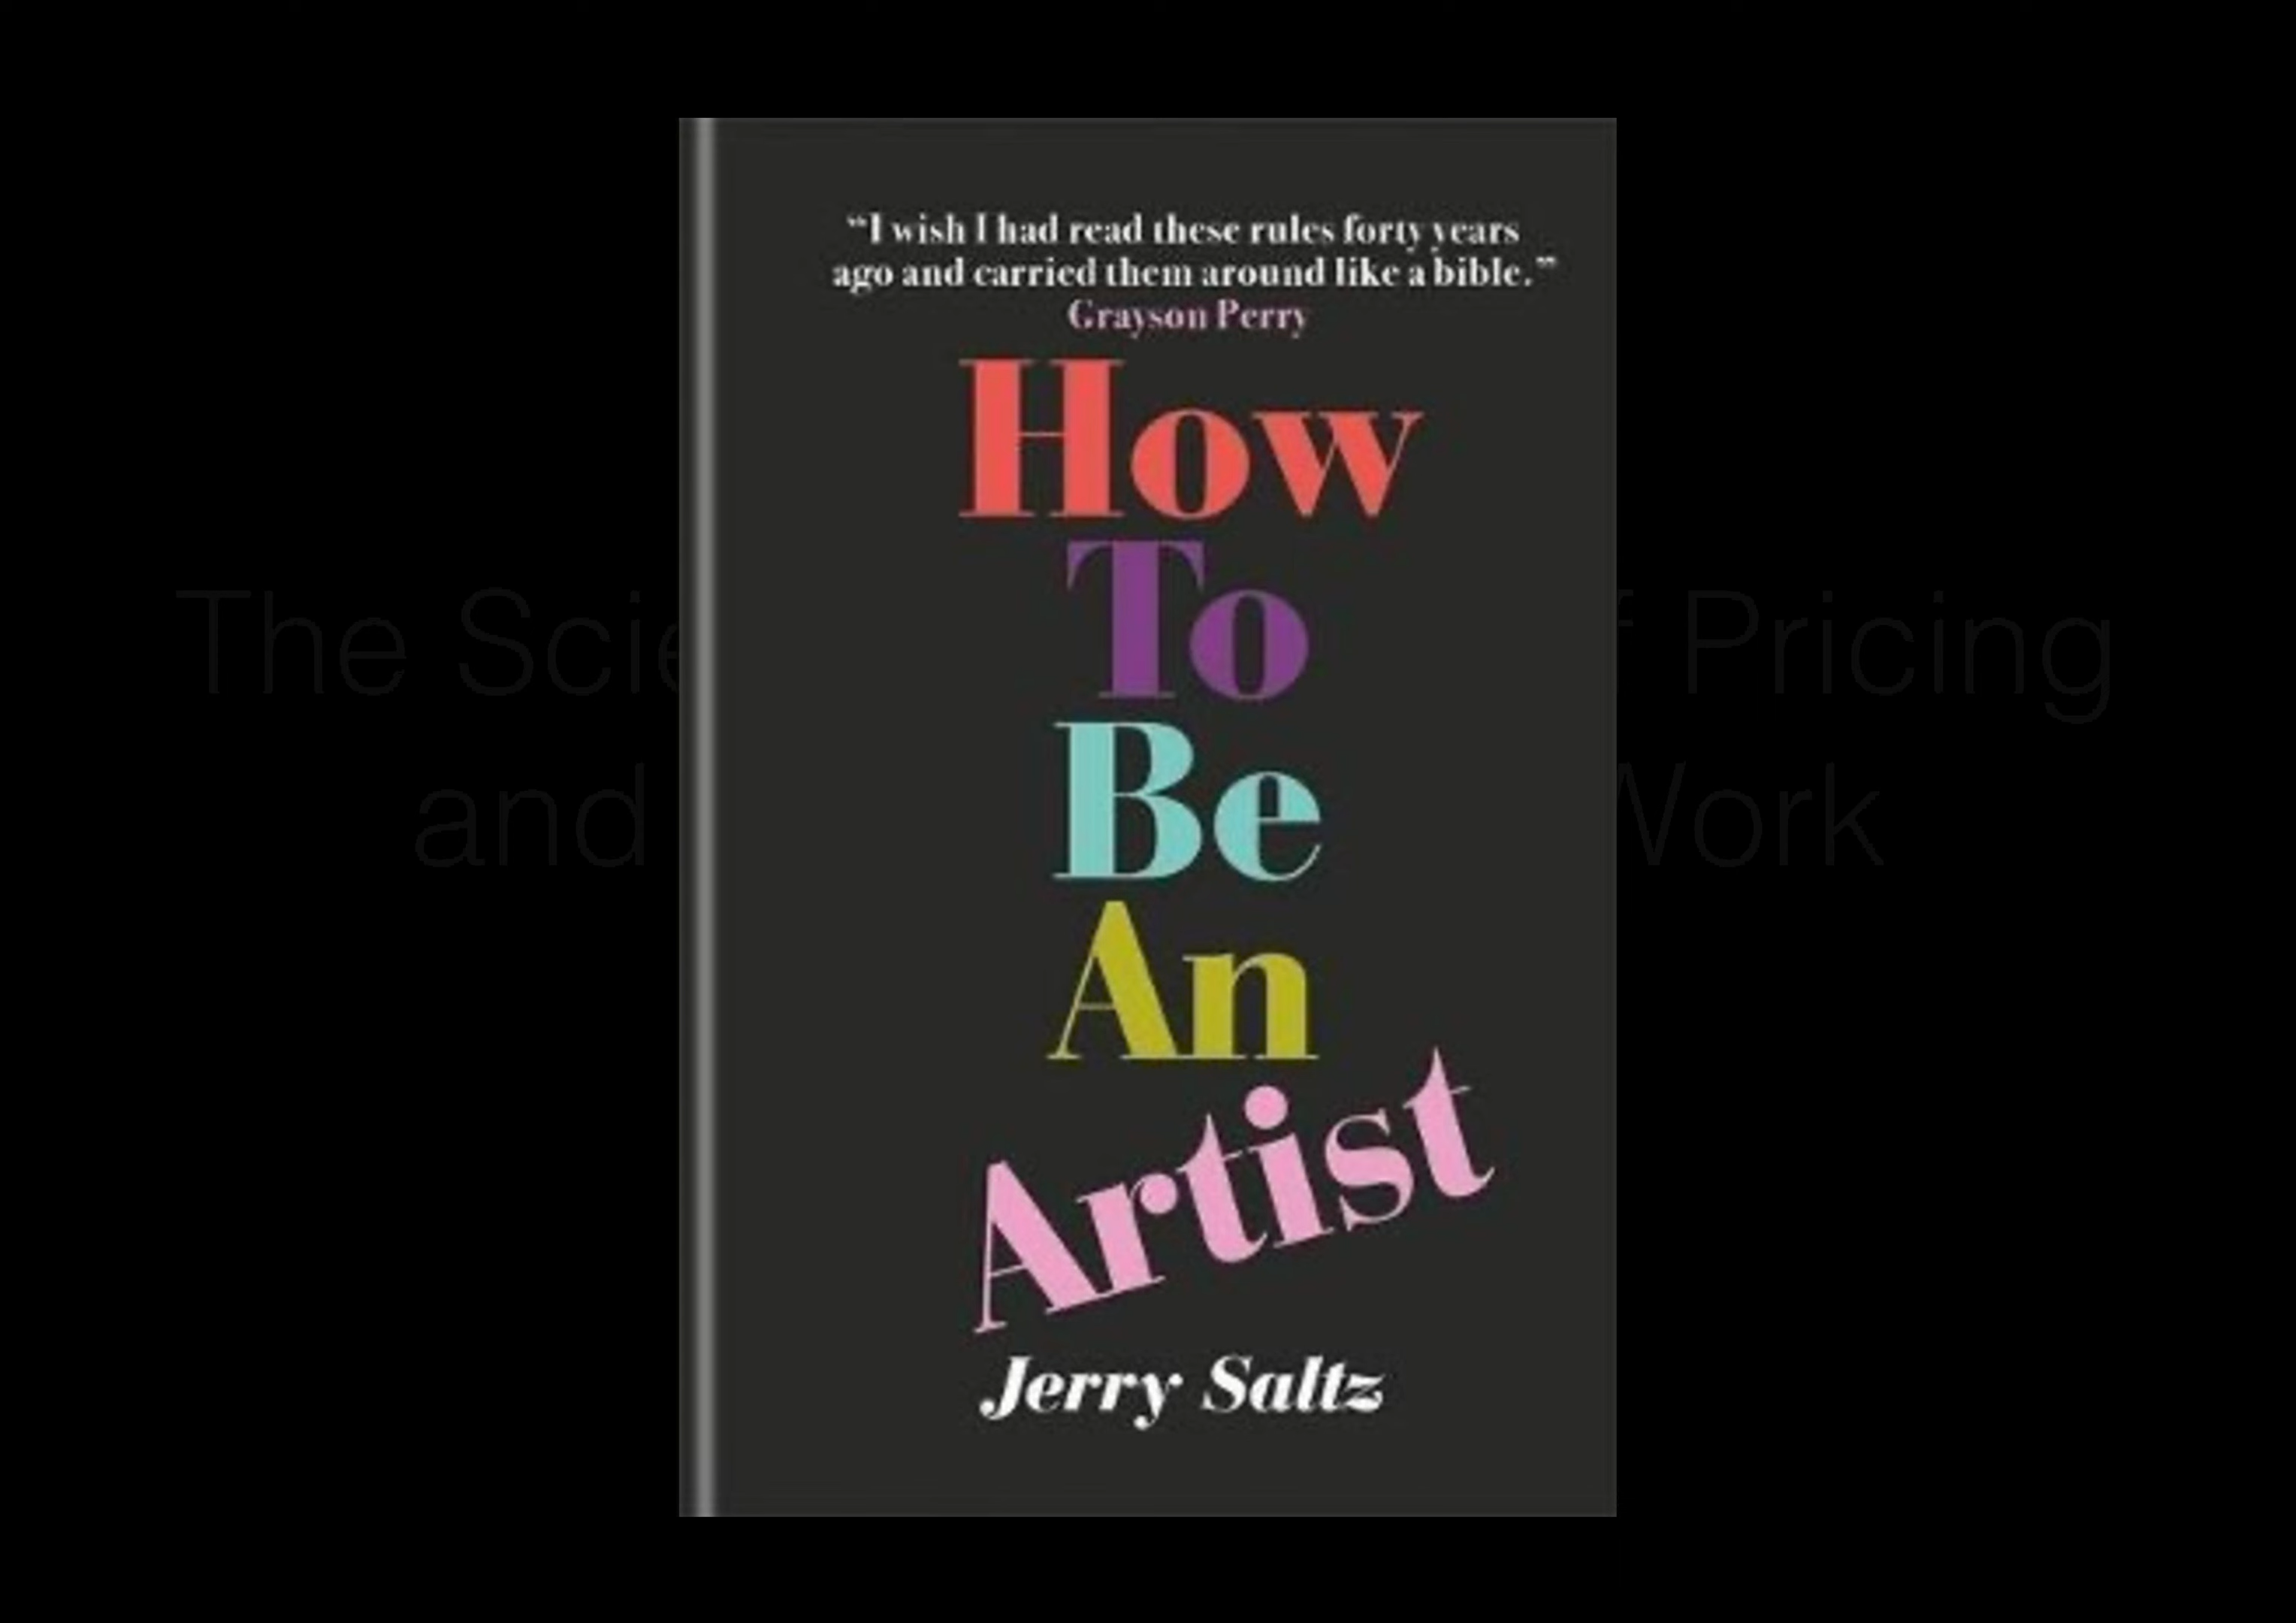 “I wish I had read these rules forty years
ago and carried them around like a bible.”
Grayson Perry
How
To
Be
An
Artist
Jerry Saltz
The Pricing
and Work